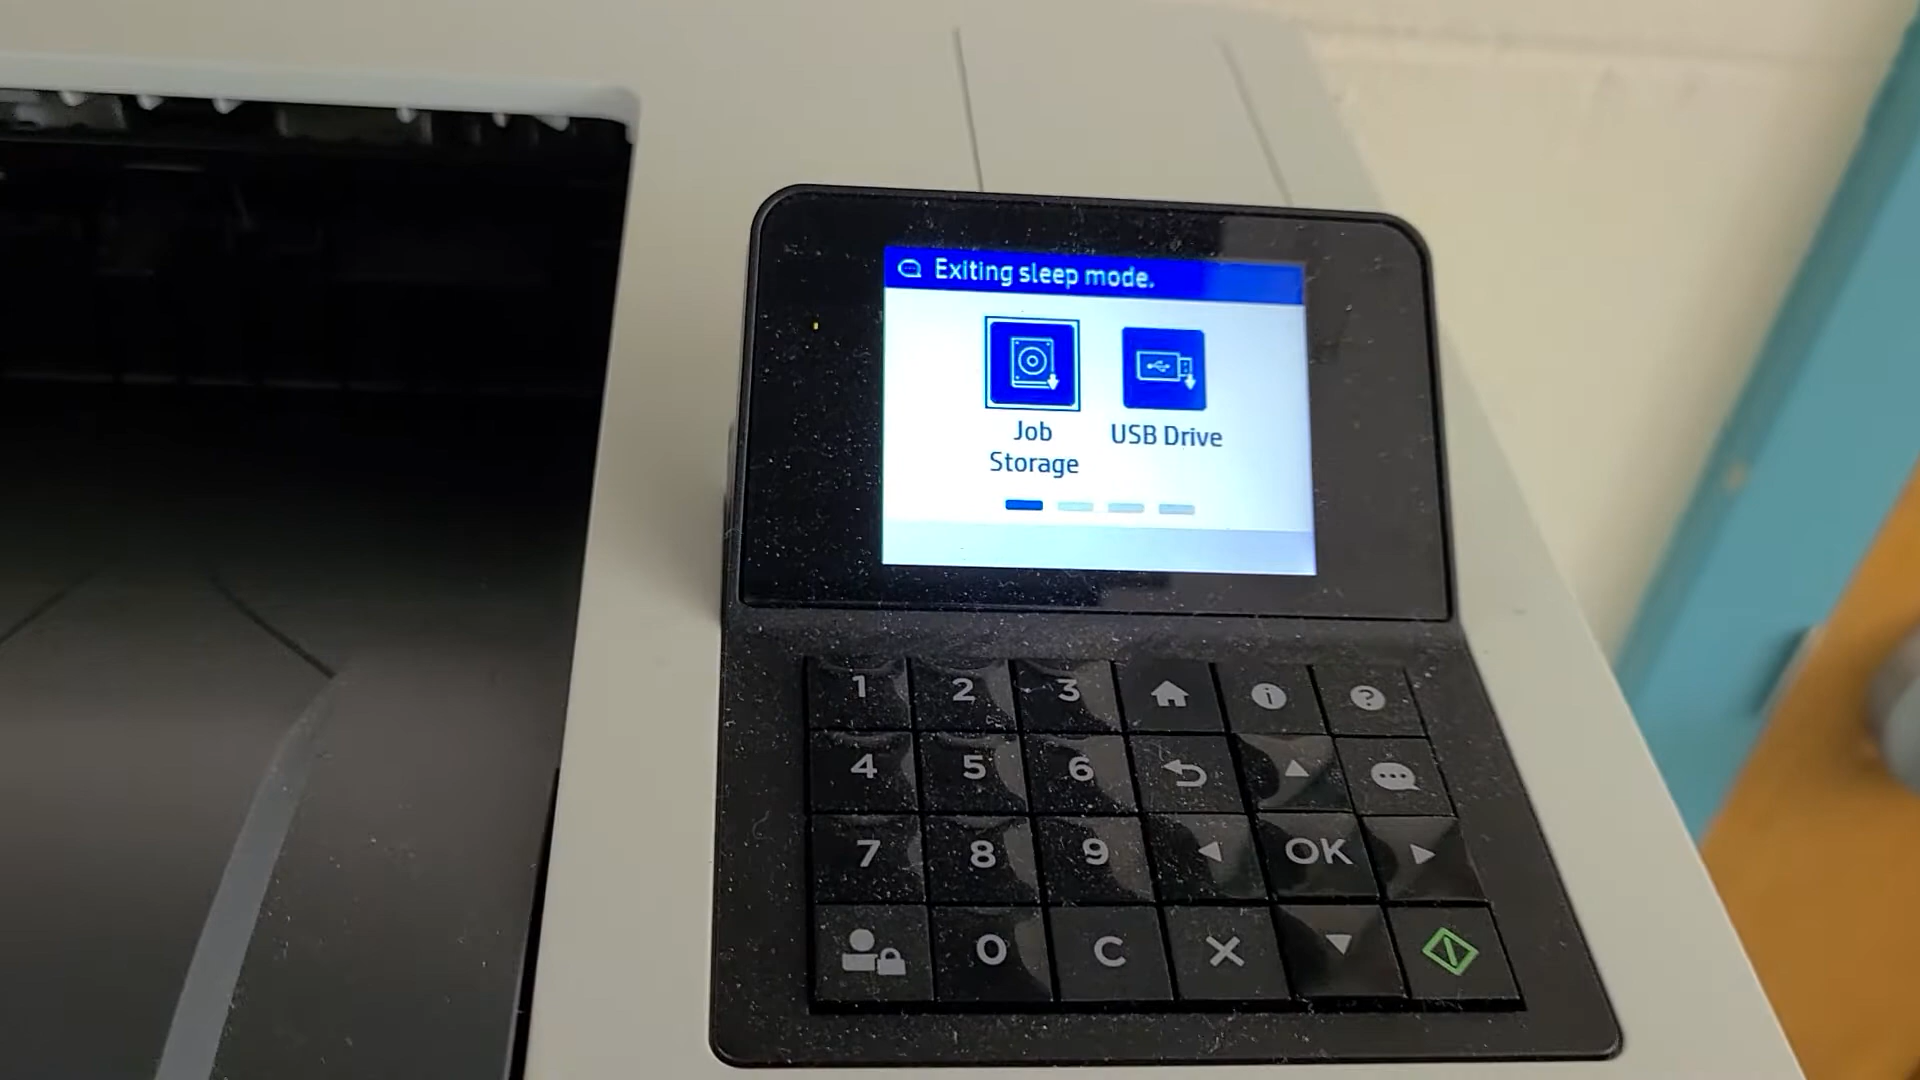 Exiting sleep mode.
Job
Storage
USB Drive
1 2 3
4 5 6
7 8 9 OK
0 C